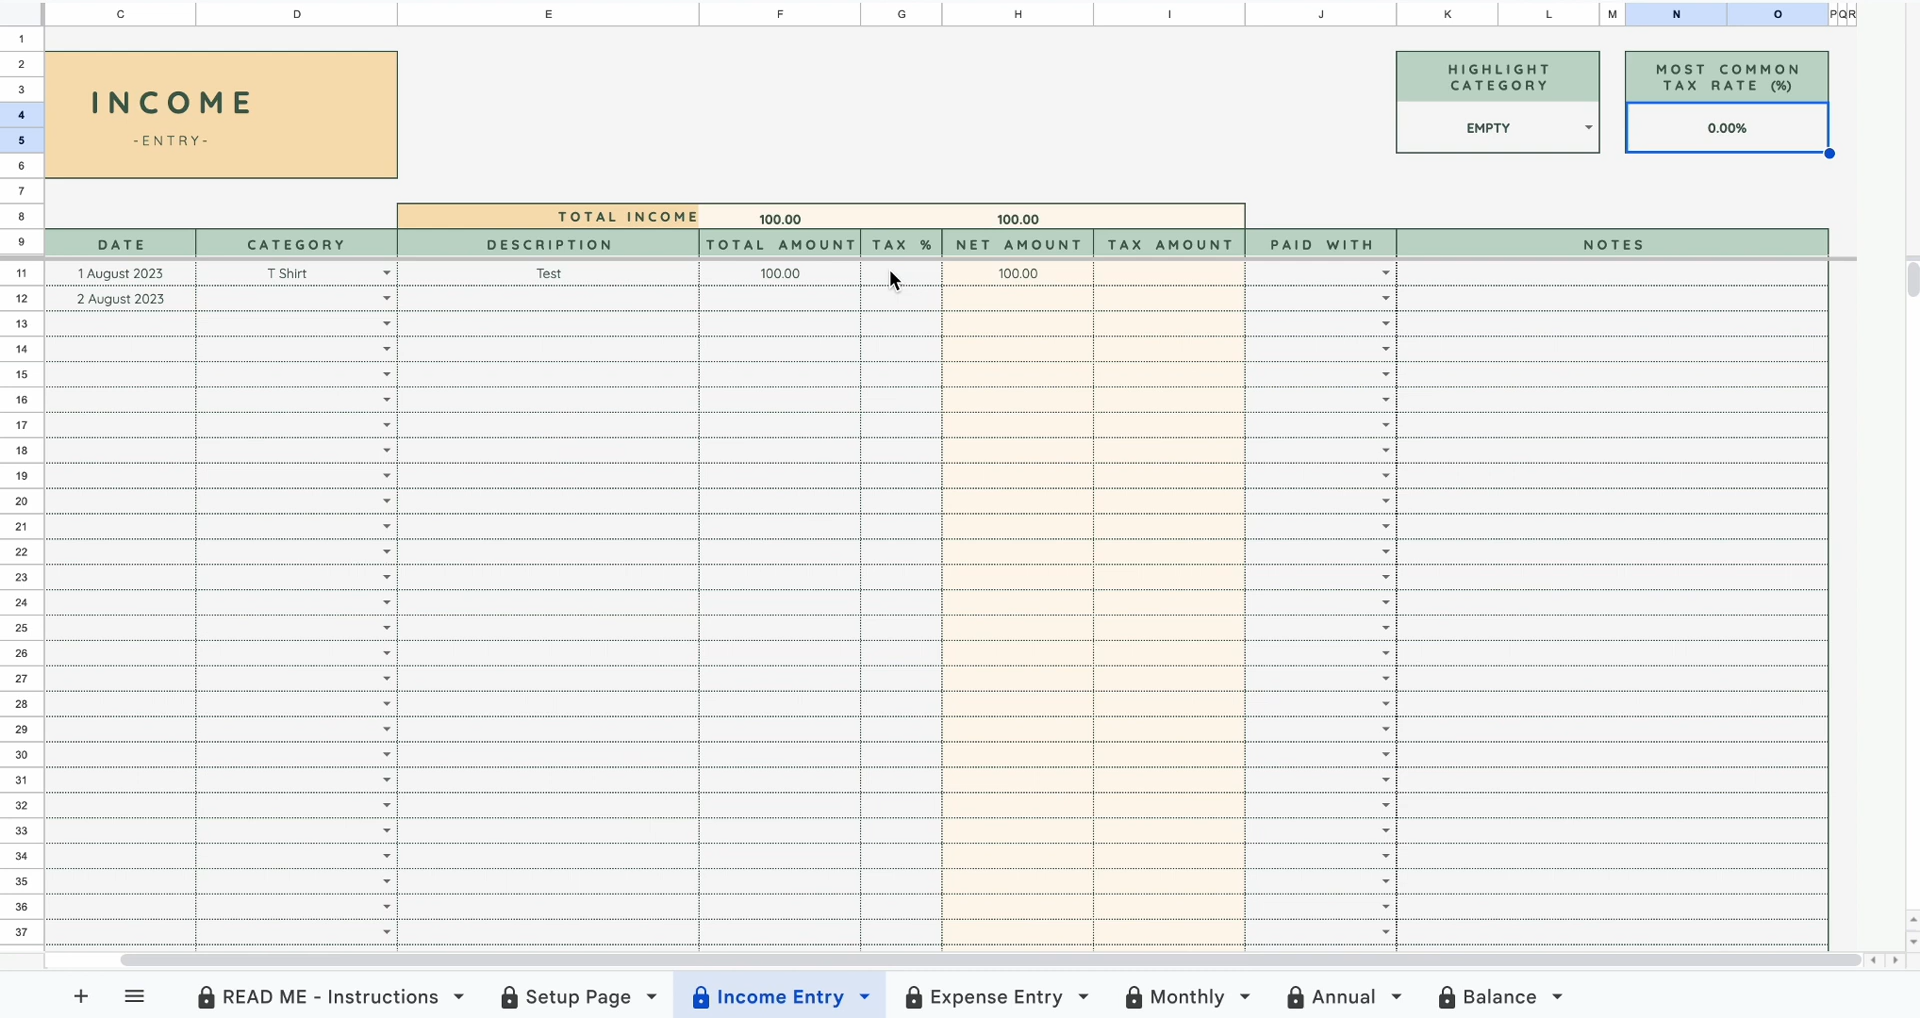 C D E F G H I J K L M N O P Q R
1
2
3
4
5
6
7
8
9
11
12
13
14
15
16
17
18
19
20
21
22
23
24
25
26
27
28
29
30
31
32
33
34
35
36
37
INCOME
-ENTRY-
HIGHLIGHT
CATEGORY
EMPTY
MOST COMMON
TAX RATE (%)
0.00%
TOTAL INCOME 100.00 100.00
DATE CATEGORY DESCRIPTION TOTAL AMOUNT TAX % NET AMOUNT TAX AMOUNT PAID WITH NOTES
1 August 2023 T Shirt Test 100.00 100.00
2 August 2023
+ READ ME - Instructions Setup Page Income Entry Expense Entry Monthly Annual Balance